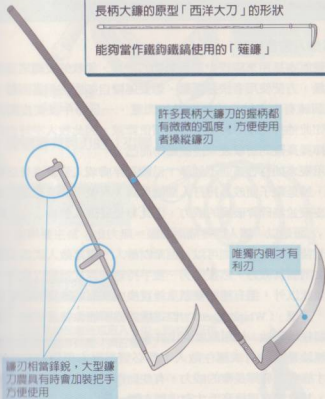 長柄大鐮的原型「西洋大刀」的形狀
能夠當作鐵鉤鐵鎬使用的「薙鐮」
許多長柄大鐮刀的握柄都
有微微的弧度，方便使用
者操縱鐮刃
唯獨內側才有
利刃
鐮刃相當鋒銳，大型鐮
刀農具有時會加裝把手
方便使用